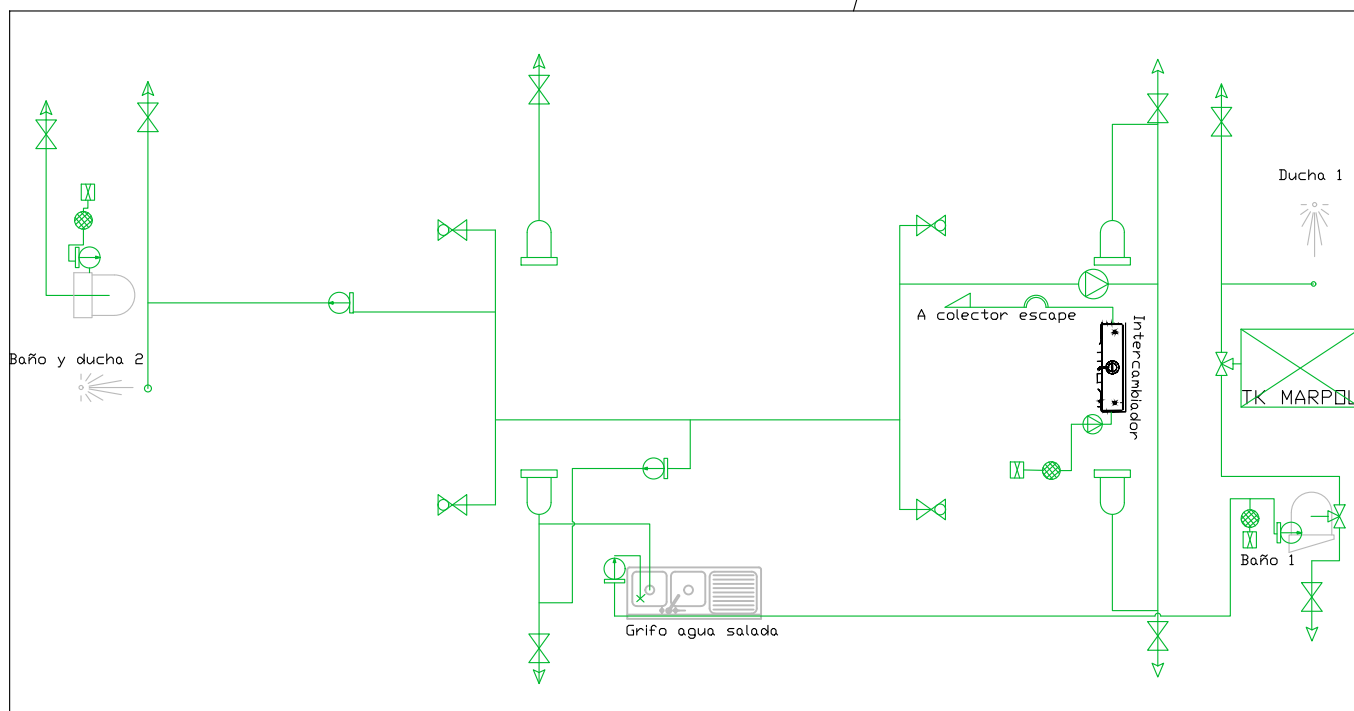 Ducha 1
A colector escape
Intercambiador
Baño y ducha 2
TK MARPOL
Baño 1
Grifo agua salada